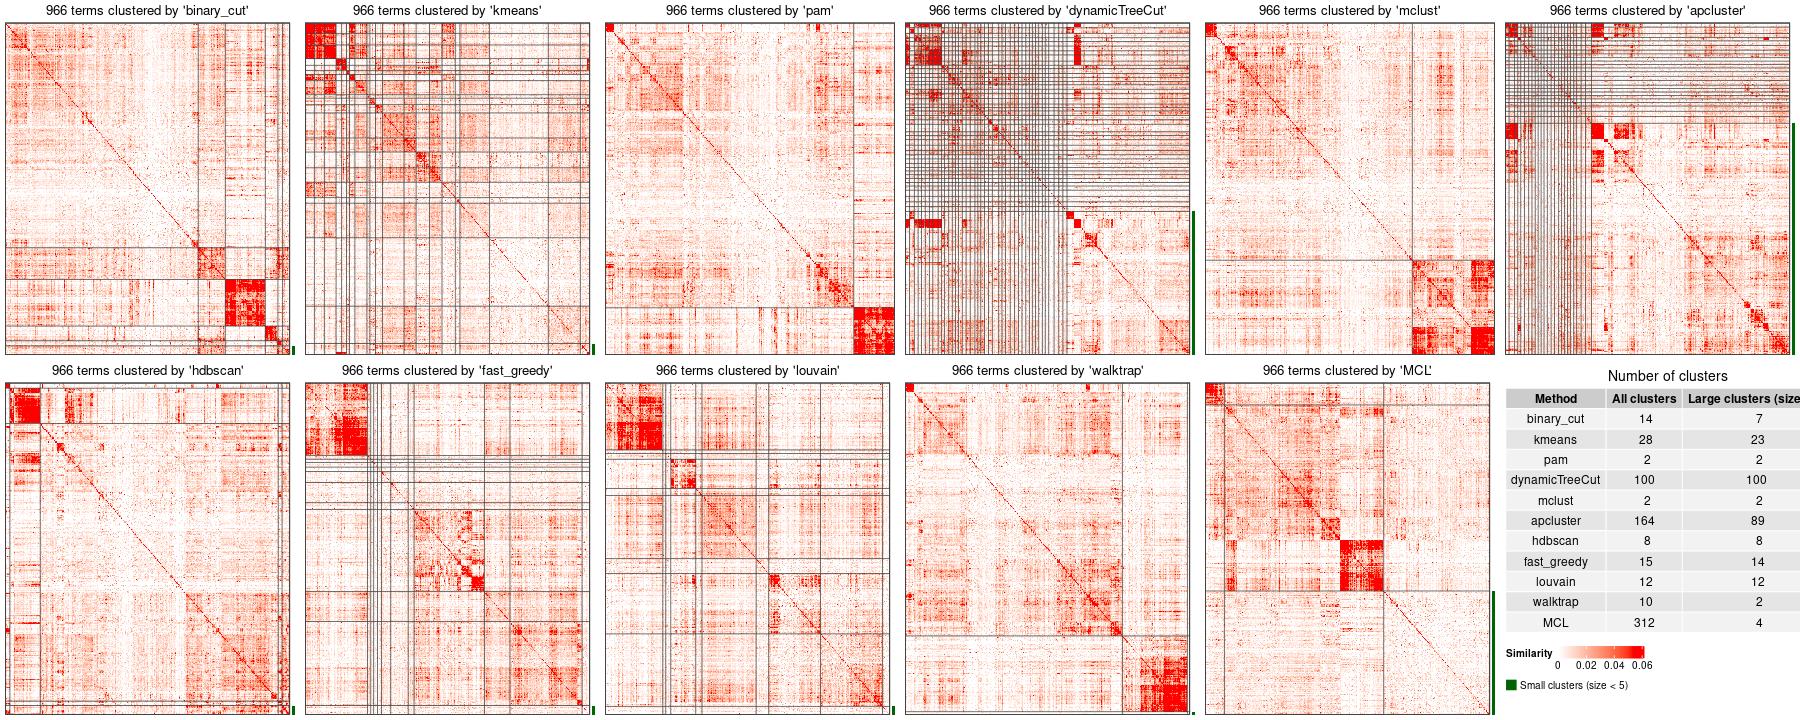 966 terms clustered by 'binary_cut'
966 terms clustered by 'kmeans'
966 terms clustered by 'pam'
966 terms clustered by 'dynamicTreeCut'
966 terms clustered by 'mclust'
966 terms clustered by 'apcluster'
966 terms clustered by 'hdbscan'
966 terms clustered by 'fast_greedy'
966 terms clustered by 'louvain'
966 terms clustered by 'walktrap'
966 terms clustered by 'MCL'
Number of clusters
Method All clusters Large clusters (size
binary_cut 14 7
kmeans 28 23
pam 2 2
dynamicTreeCut 100 100
mclust 2 2
apcluster 164 89
hdbscan 8 8
fast_greedy 15 14
louvain 12 12
walktrap 10 2
MCL 312 4
Similarity
0 0.02 0.04 0.06
Small clusters (size < 5)